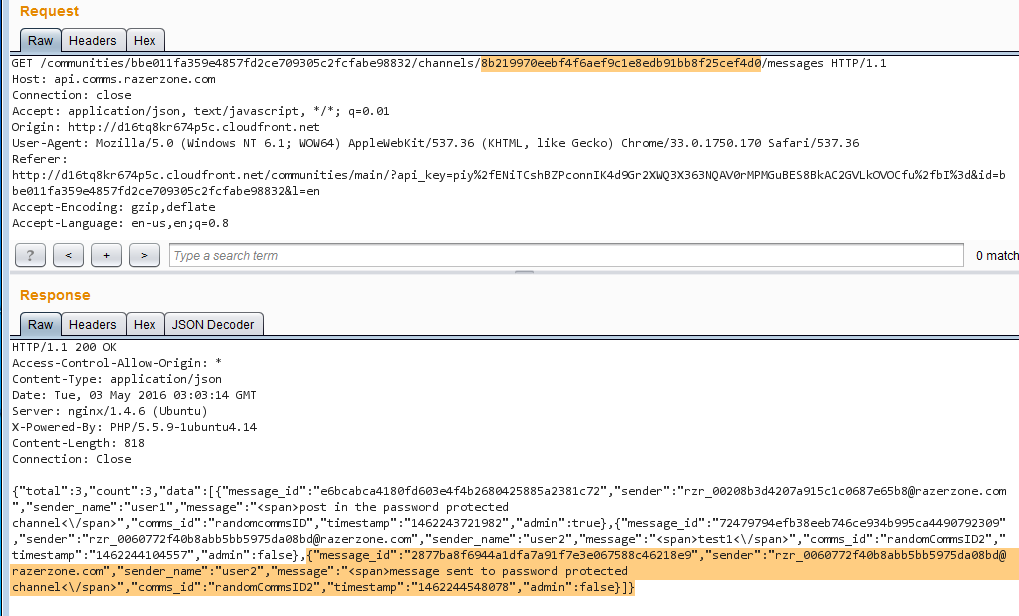 Request
Raw Headers Hex
GET /communities/bbe011fa359e4857fd2ce709305c2fcfabe98832/channels/8b219970eebf4f6aef9c1e8edb91bb8f25cef4d0/messages HTTP/1.1
Host: api.comms.razerzone.com
Connection: close
Accept: application/json, text/javascript, */*; q=0.01
Origin: http://d16tq8kr674p5c.cloudfront.net
User-Agent: Mozilla/5.0 (Windows NT 6.1; WOW64) AppleWebKit/537.36 (KHTML, like Gecko) Chrome/33.0.1750.170 Safari/537.36
Referer:
http://d16tq8kr674p5c.cloudfront.net/communities/main/?api_key=piy%2fENiTCshBZPconnIK4d9Gr2XWQ3X363NQAV0rMPMGuBES8BkAC2GVLkOVOCfu%2fbI%3d&id=b
be011fa359e4857fd2ce709305c2fcfabe98832&l=en
Accept-Encoding: gzip,deflate
Accept-Language: en-us,en;q=0.8
? < + > Type a search term 0 match
Response
Raw Headers Hex JSON Decoder
HTTP/1.1 200 OK
Access-Control-Allow-Origin: *
Content-Type: application/json
Date: Tue, 03 May 2016 03:03:14 GMT
Server: nginx/1.4.6 (Ubuntu)
X-Powered-By: PHP/5.5.9-1ubuntu4.14
Content-Length: 818
Connection: Close
{"total":3,"count":3,"data":[{"message_id":"e6bcabca4180fd603e4f4b2680425885a2381c72","sender":"rzr_00208b3d4207a915c1c0687e65b8@razerzone.com
","sender_name":"user1","message":"<span>post in the password protected
channel<\/span>","comms_id":"randomcommsID","timestamp":"1462243721982","admin":true},{"message_id":"72479794efb38eeb746ce934b995ca4490792309"
,"sender":"rzr_0060772f40b8abb5bb5975da08bd@razerzone.com","sender_name":"user2","message":"<span>test1<\/span>","comms_id":"randomCommsID2","
timestamp":"1462244104557","admin":false},{"message_id":"2877ba8f6944a1dfa7a91f7e3e067588c46218e9","sender":"rzr_0060772f40b8abb5bb5975da08bd@
razerzone.com","sender_name":"user2","message":"<span>message sent to password protected
channel<\/span>","comms_id":"randomCommsID2","timestamp":"1462244548078","admin":false}]}